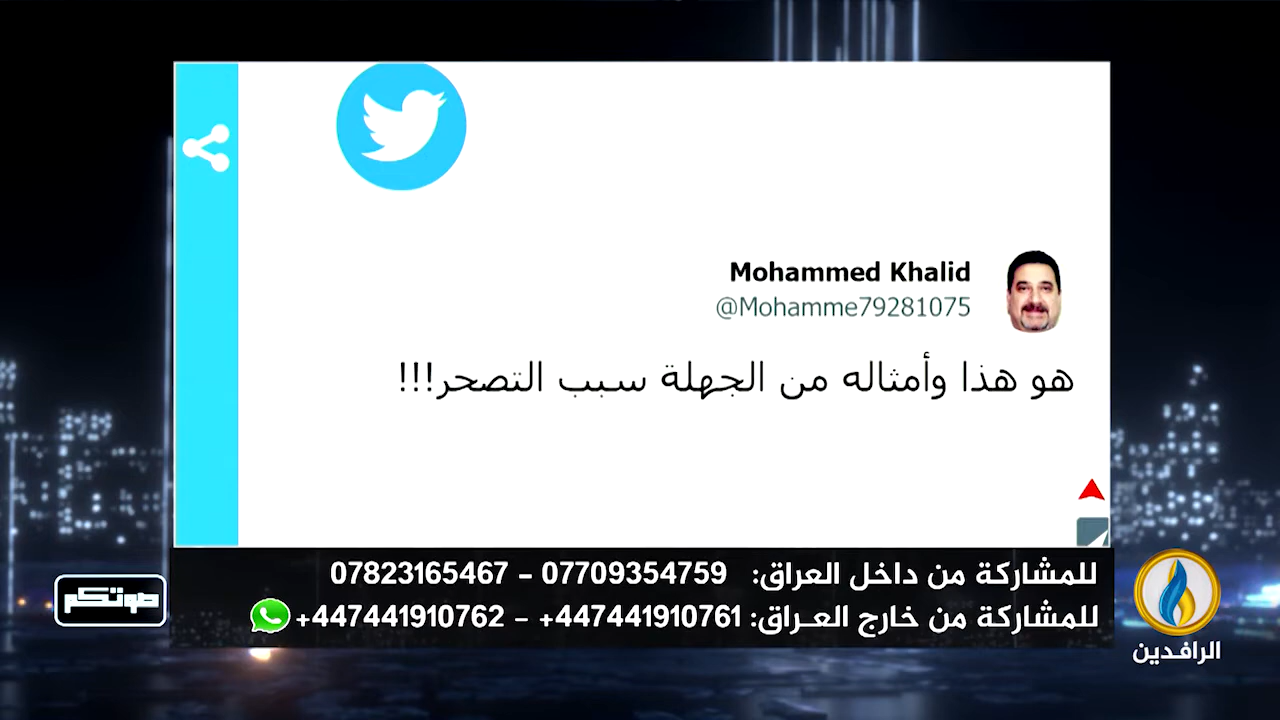 Mohammed Khalid
@Mohamme79281075
هو هذا وأمثاله من الجهلة سبب التصحر!!!
للمشاركة من داخل العراق: 07709354759 - 07823165467
للمشاركة من خارج العـراق: 447441910761+ - 447441910762+
صوتكم
الرافدين